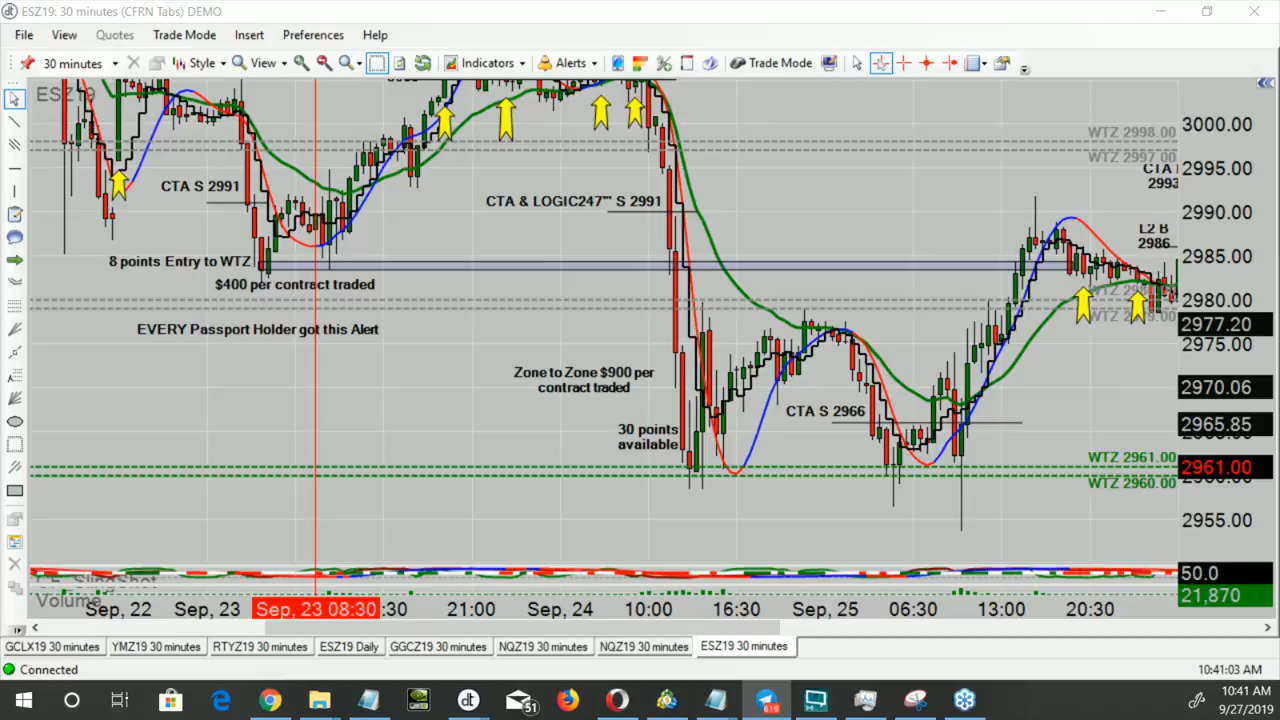 ESZ19: 30 minutes (CFRN Tabs) DEMO
File View Quotes Trade Mode Insert Preferences Help
30 minutes Style View Indicators Alerts Trade Mode
ESZ19
3000.00
WTZ 2998.00
WTZ 2997.00
2995.00
CTA S 2991
CTA & LOGIC247™ S 2991
CTA
2993
2990.00
L2 B
2986
8 points Entry to WTZ
2985.00
$400 per contract traded
2980.00
EVERY Passport Holder got this Alert
2977.20
2975.00
Zone to Zone $900 per
contract traded
2970.06
CTA S 2966
2965.85
30 points
available
WTZ 2961.00
2961.00
WTZ 2960.00
2955.00
CF SlingShot
50.0
Volume
21,870
Sep, 22 Sep, 23 Sep, 23 08:30 :30 21:00 Sep, 24 10:00 16:30 Sep, 25 06:30 13:00 20:30
GCLX19 30 minutes YMZ19 30 minutes RTYZ19 30 minutes ESZ19 Daily GGCZ19 30 minutes NQZ19 30 minutes NQZ19 30 minutes ESZ19 30 minutes
Connected
10:41:03 AM
51
619
10:41 AM
9/27/2019